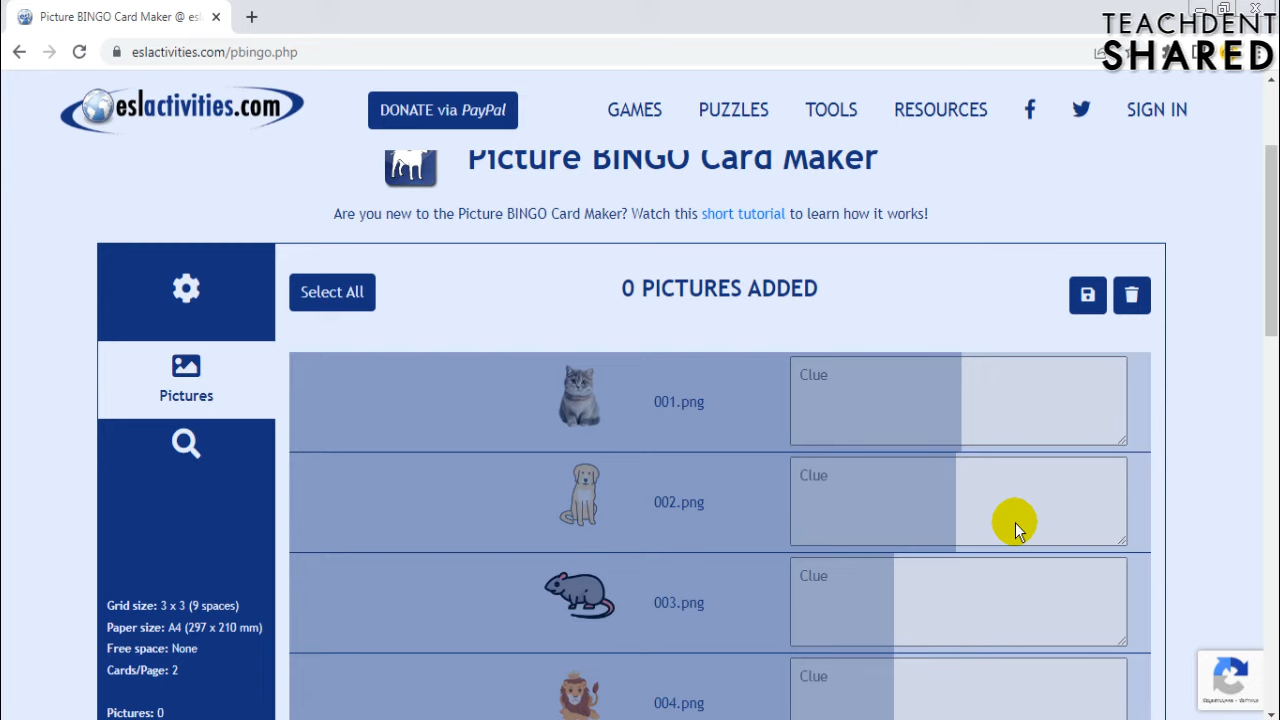 Picture BINGO Card Maker @ esl
TEACHDENT
SHARED
eslactivities.com/pbingo.php
eslactivities.com
DONATE via PayPal
GAMES
PUZZLES
TOOLS
RESOURCES
SIGN IN
Picture BINGO Card Maker
Are you new to the Picture BINGO Card Maker? Watch this short tutorial to learn how it works!
Select All
0 PICTURES ADDED
Pictures
001.png
Clue
002.png
Clue
003.png
Clue
004.png
Clue
Grid size: 3 x 3 (9 spaces)
Paper size: A4 (297 x 210 mm)
Free space: None
Cards/Page: 2
Pictures: 0